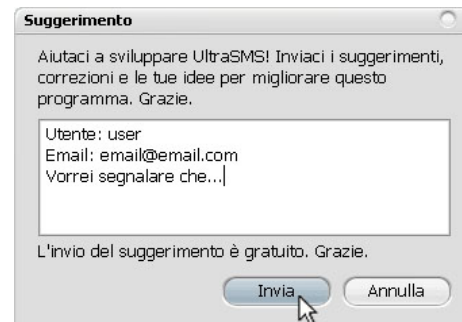 Suggerimento
Aiutaci a sviluppare UltraSMS! Inviaci i suggerimenti,
correzioni e le tue idee per migliorare questo
programma. Grazie.
Utente: user
Email: email@email.com
Vorrei segnalare che...
L'invio del suggerimento è gratuito. Grazie.
Invia
Annulla